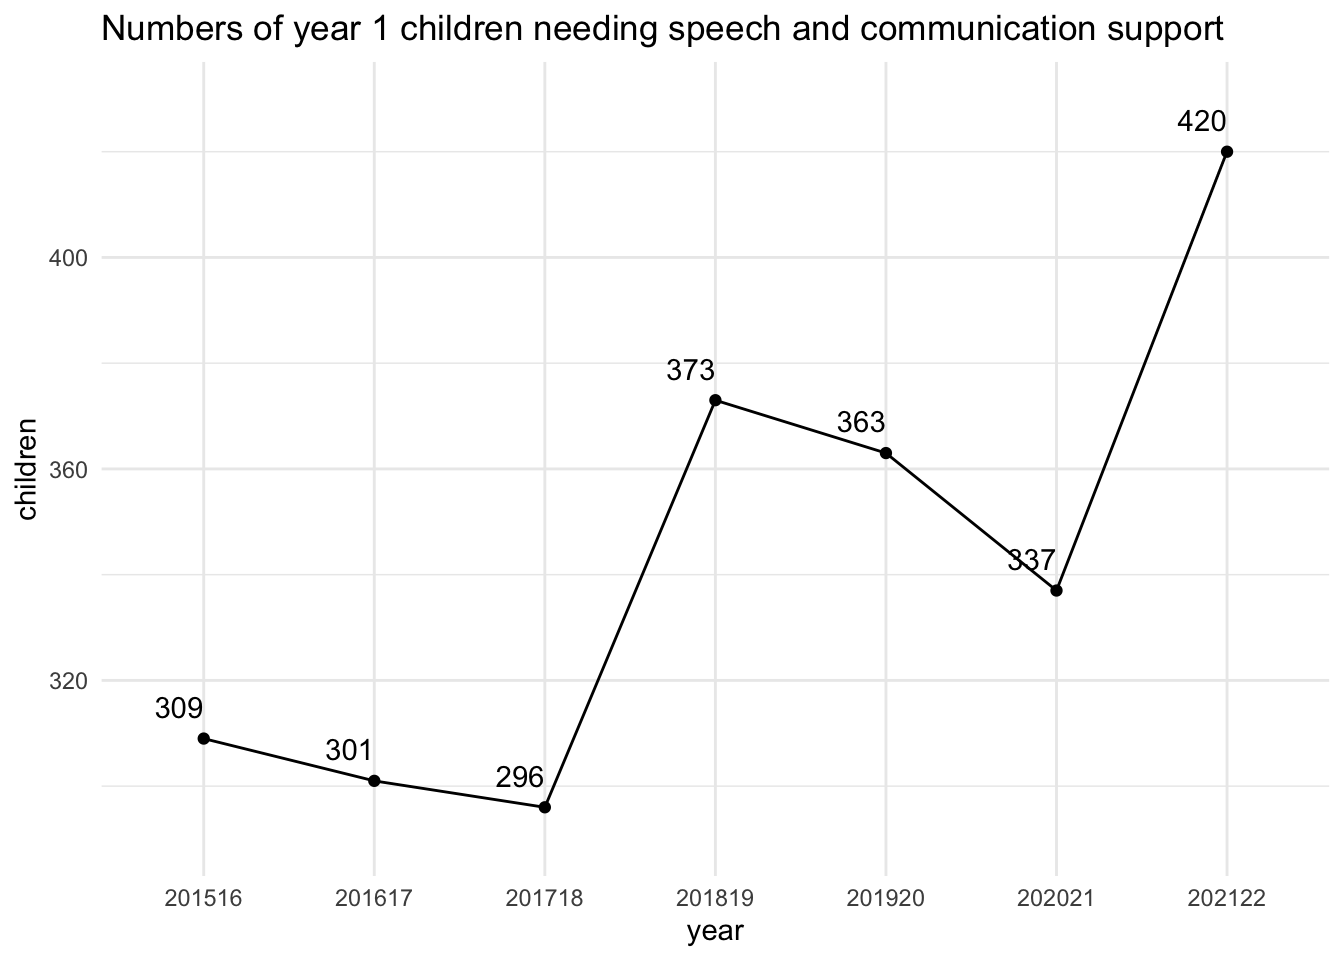 Numbers of year 1 children needing speech and communication support
420
400
373
363
360
337
320
309
301
296
children
201516 201617 201718 201819 201920 202021 202122
year